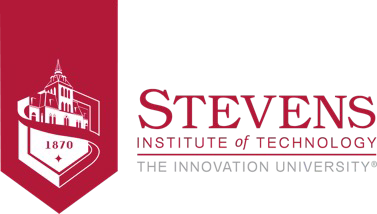 1870
STEVENS
INSTITUTE of TECHNOLOGY
THE INNOVATION UNIVERSITY®